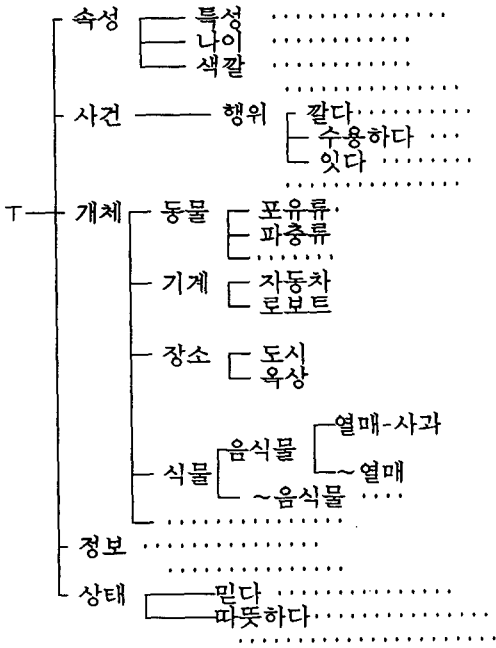 속성 특성
나이
색깔
사건 행위 깔다
수용하다
잇다
T 개체 동물 포유류
파충류
기계 자동차
로보트
장소 도시
옥상
열매-사과
음식물
식물 ~열매
~음식물
정보
상태 믿다
따뜻하다